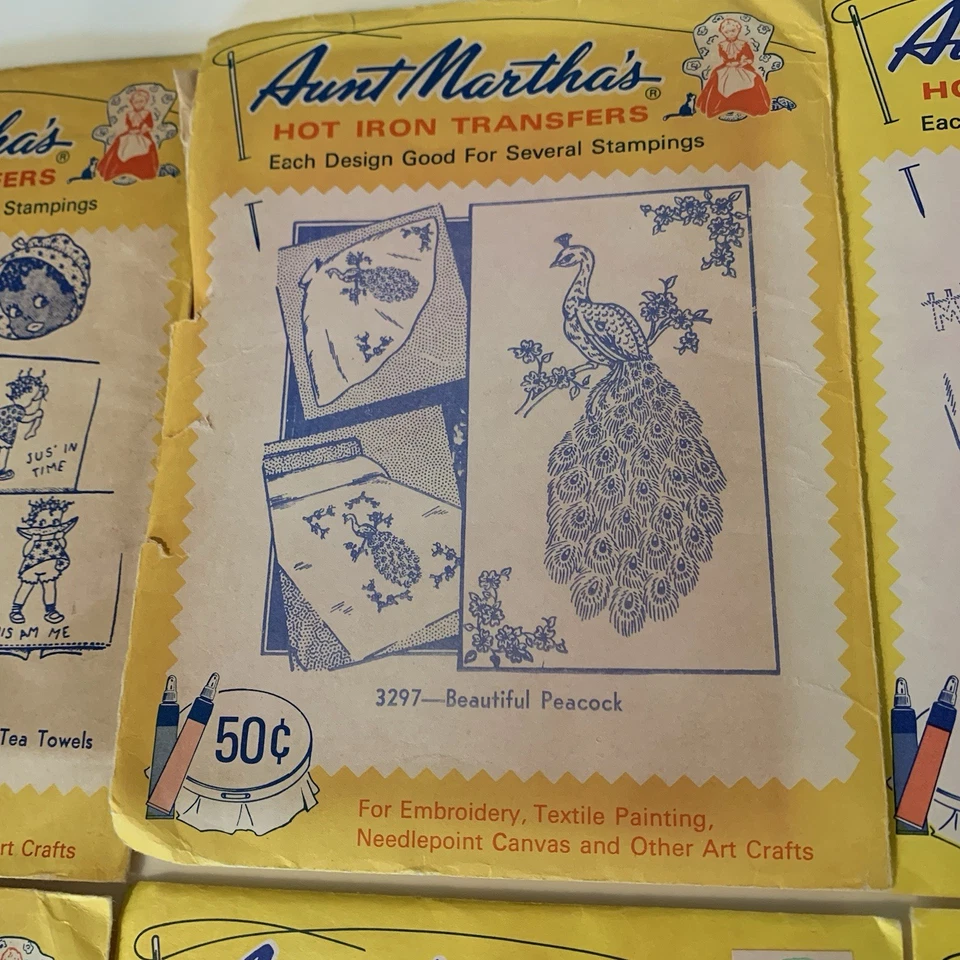 Aunt Martha's®
HOT IRON TRANSFERS
Each Design Good For Several Stampings
3297—Beautiful Peacock
50¢
For Embroidery, Textile Painting,
Needlepoint Canvas and Other Art Crafts
ha's®
ERS
Stampings
JUS' IN
TIME
IS AM ME
Tea Towels
rt Crafts
HO
Eac